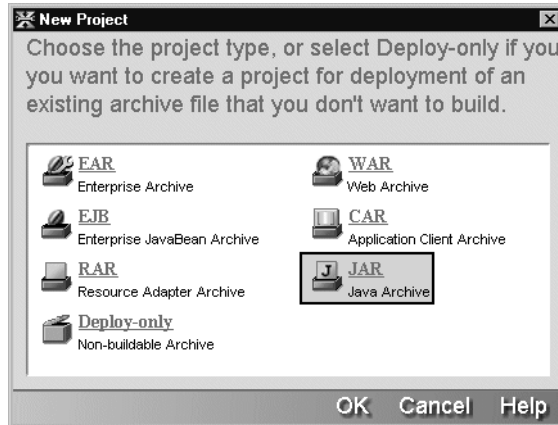 New Project
Choose the project type, or select Deploy-only if you
you want to create a project for deployment of an
existing archive file that you don't want to build.
EAR
Enterprise Archive
WAR
Web Archive
EJB
Enterprise JavaBean Archive
CAR
Application Client Archive
RAR
Resource Adapter Archive
J JAR
Java Archive
Deploy-only
Non-buildable Archive
OK Cancel Help